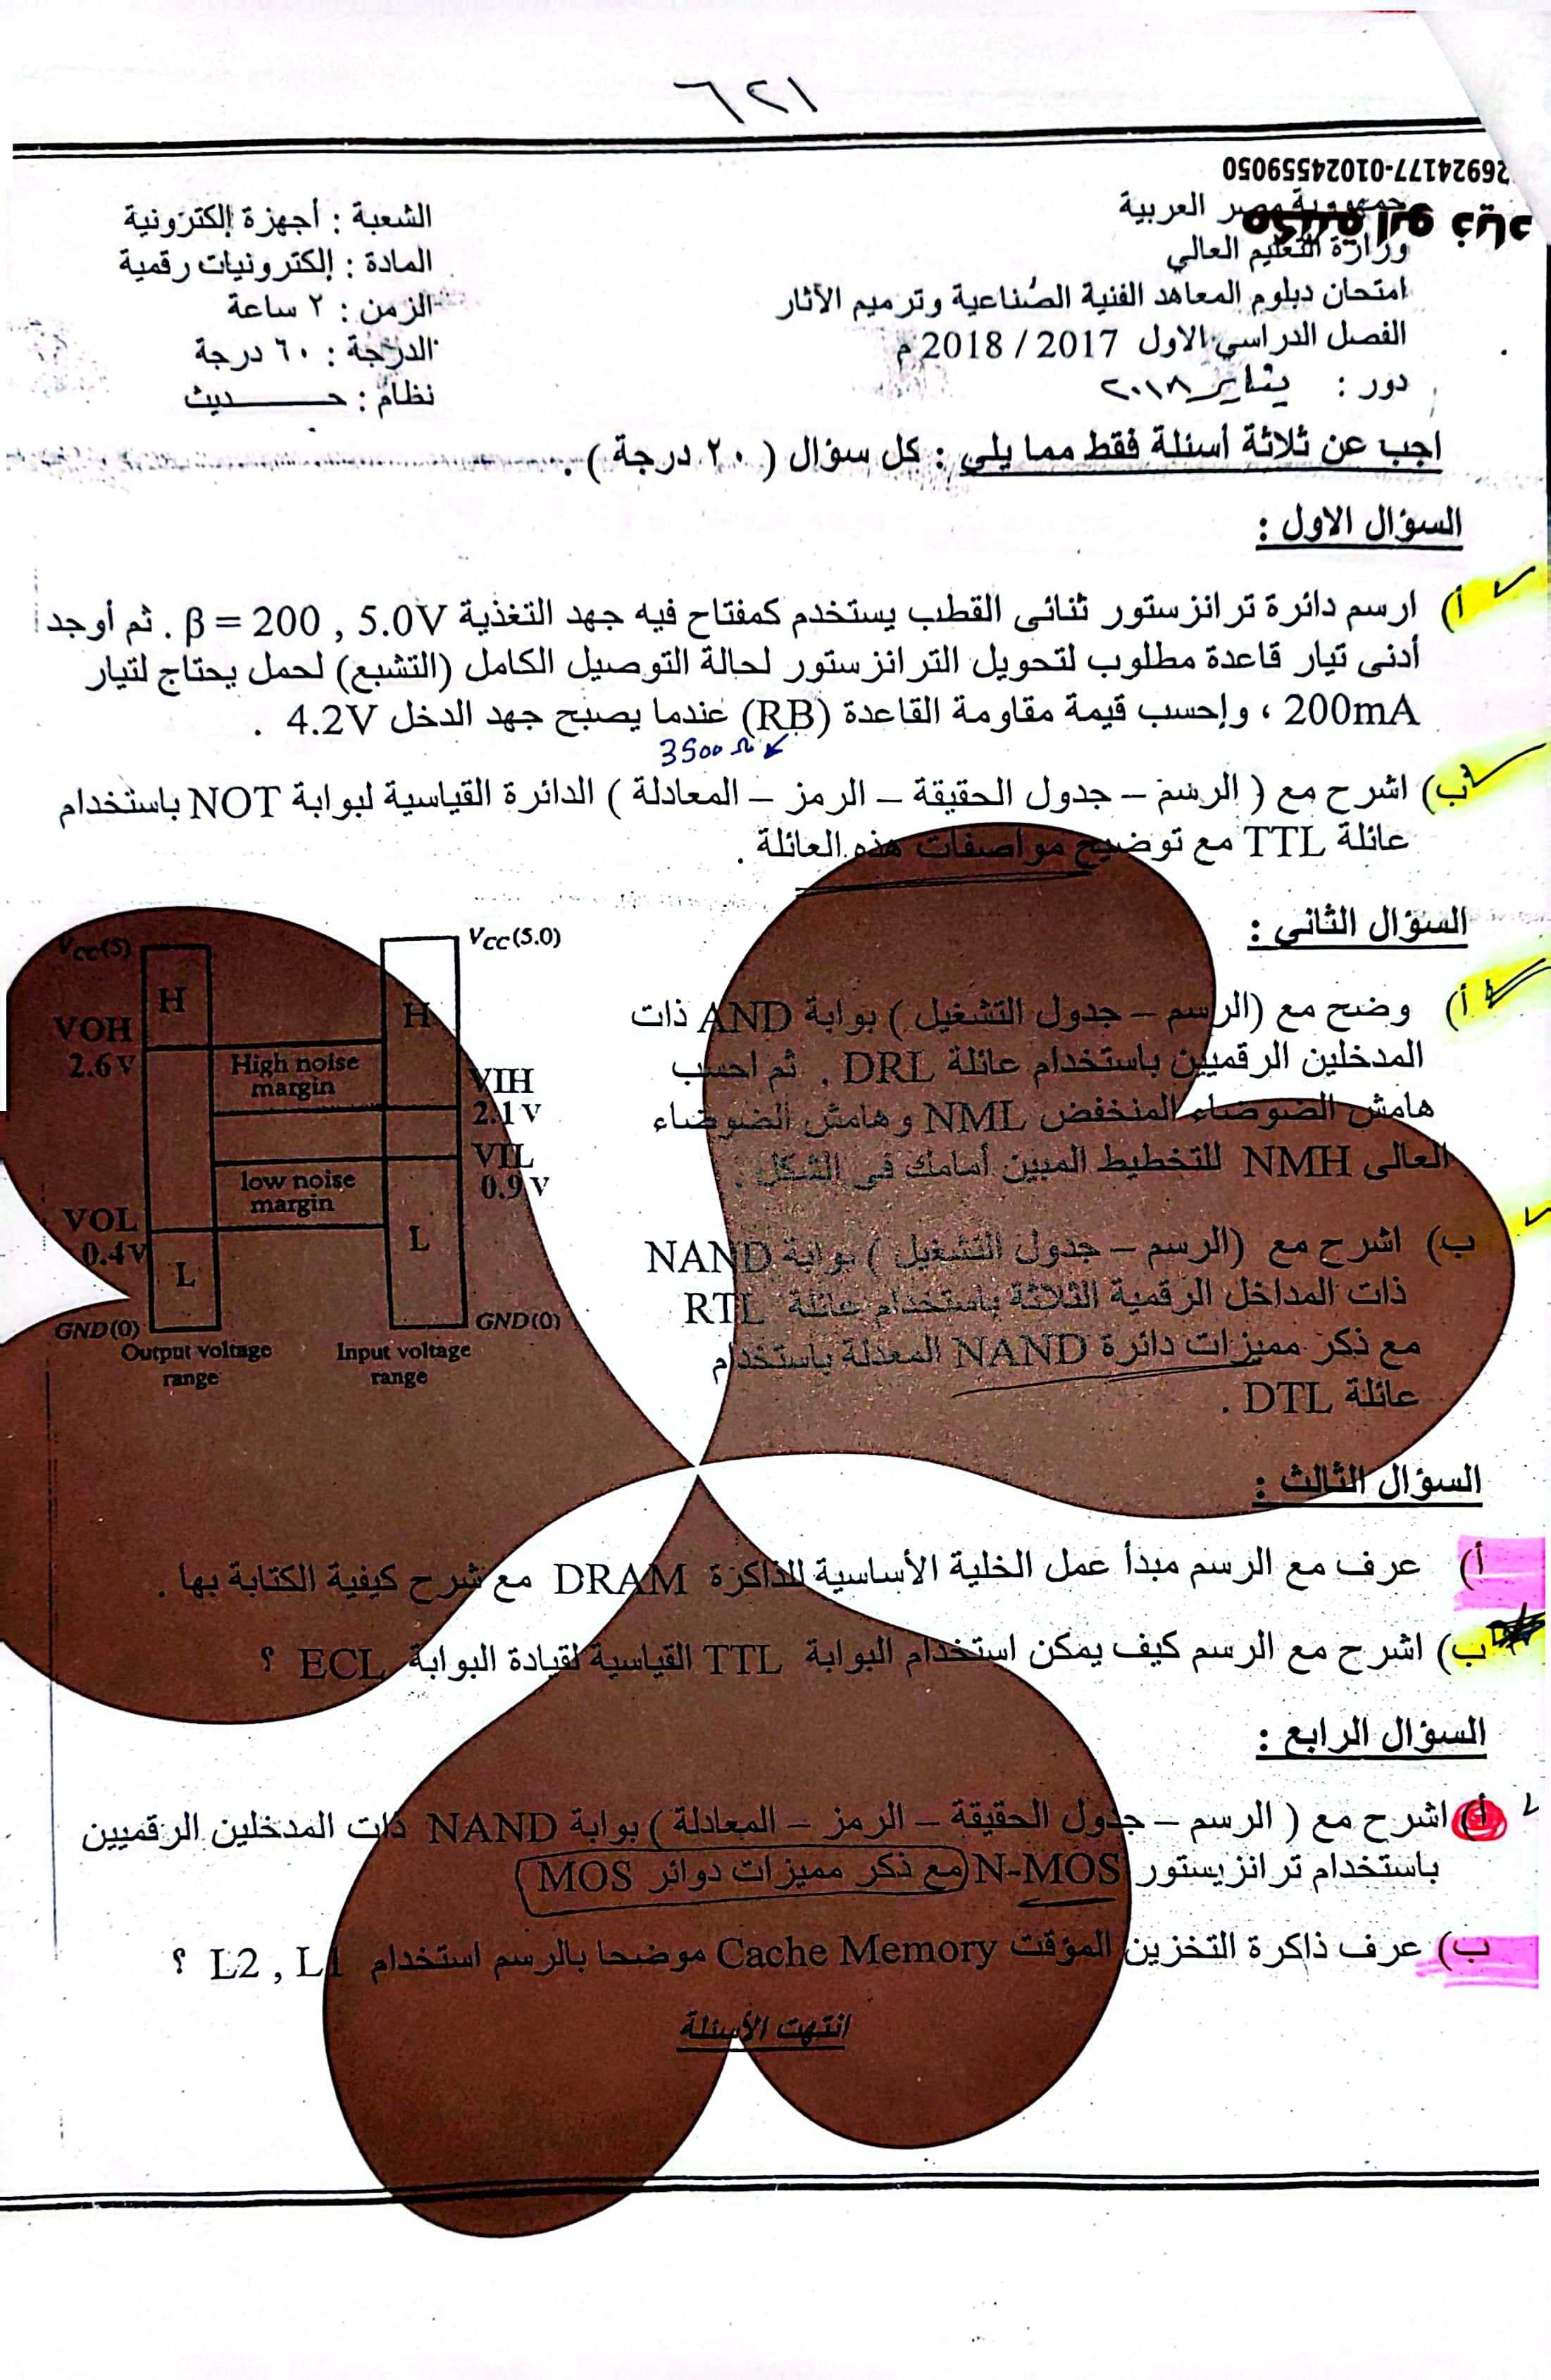 ٦٢١
26924177-01024559050
مكتبة ابو زياد
جمهورية مصر العربية
وزارة التعليم العالي
امتحان دبلوم المعاهد الفنية الصناعية وترميم الآثار
الفصل الدراسي الاول 2017 / 2018 م
دور : يناير ٢٠١٨
الشعبة : أجهزة إلكترونية
المادة : إلكترونيات رقمية
الزمن : ٢ ساعة
الدرجة : ٦٠ درجة
نظام : حديث
اجب عن ثلاثة أسئلة فقط مما يلي : كل سؤال ( ٢٠ درجة ) .
السؤال الاول :
أ) ارسم دائرة ترانزستور ثنائى القطب يستخدم كمفتاح فيه جهد التغذية 5.0V , β = 200 . ثم أوجد
أدنى تيار قاعدة مطلوب لتحويل الترانزستور لحالة التوصيل الكامل (التشبع) لحمل يحتاج لتيار
200mA ، وإحسب قيمة مقاومة القاعدة (RB) عندما يصبح جهد الدخل 4.2V .
3500 Ω
ب) اشرح مع ( الرسم – جدول الحقيقة – الرمز – المعادلة ) الدائرة القياسية لبوابة NOT باستخدام
عائلة TTL مع توضيح مواصفات هذه العائلة .
السؤال الثانى :
أ) وضح مع (الرسم – جدول التشغيل ) بوابة AND ذات
المدخلين الرقميين باستخدام عائلة DRL . ثم احسب
هامش الضوضاء المنخفض NML وهامش الضوضاء
العالى NMH للتخطيط المبين أمامك فى الشكل .
ب) اشرح مع (الرسم – جدول التشغيل ) بوابة NAND
ذات المداخل الرقمية الثلاثة باستخدام عائلة RTL
مع ذكر مميزات دائرة NAND المعدلة باستخدام
عائلة DTL .
VCC(5)
VCC(5.0)
H
H
VOH
2.6 V
High noise
margin
VIH
2.1 V
VIL
0.9 V
low noise
margin
VOL
0.4V
L
L
GND(0)
GND(0)
Output voltage
range
Input voltage
range
السؤال الثالث :
أ) عرف مع الرسم مبدأ عمل الخلية الأساسية للذاكرة DRAM مع شرح كيفية الكتابة بها .
ب) اشرح مع الرسم كيف يمكن استخدام البوابة TTL القياسية لقيادة البوابة ECL ؟
السؤال الرابع :
أ) اشرح مع ( الرسم – جدول الحقيقة – الرمز – المعادلة ) بوابة NAND ذات المدخلين الرقميين
باستخدام ترانزيستور N-MOS مع ذكر مميزات دوائر MOS
ب) عرف ذاكرة التخزين المؤقت Cache Memory موضحا بالرسم استخدام L2 , L1 ؟
انتهت الأسئلة